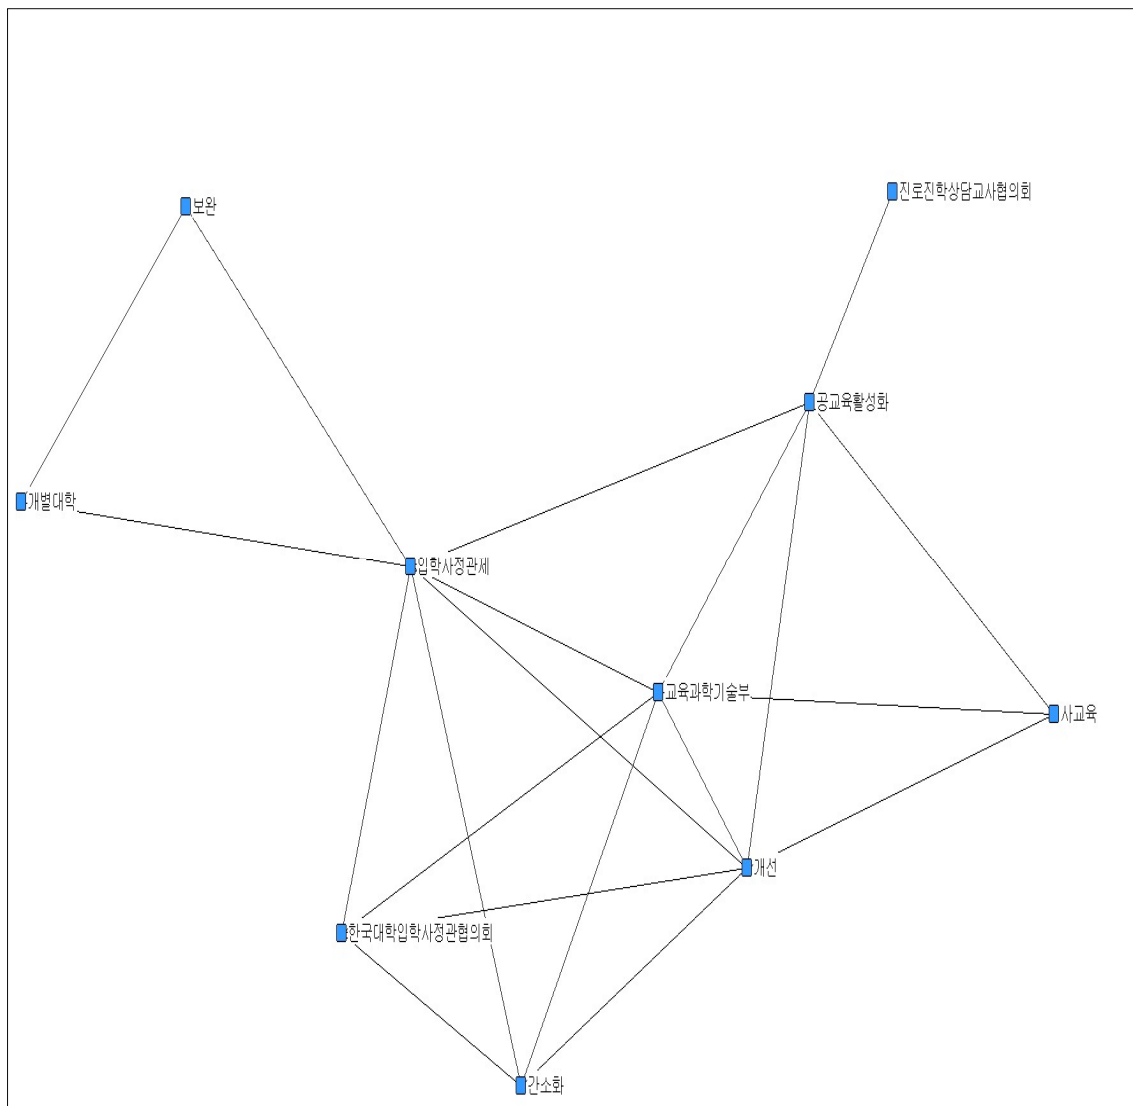 진로진학상담교사협의회
보완
공교육활성화
개별대학
입학사정관세
교육과학기술부
사교육
개선
한국대학입학사정관협의회
간소화